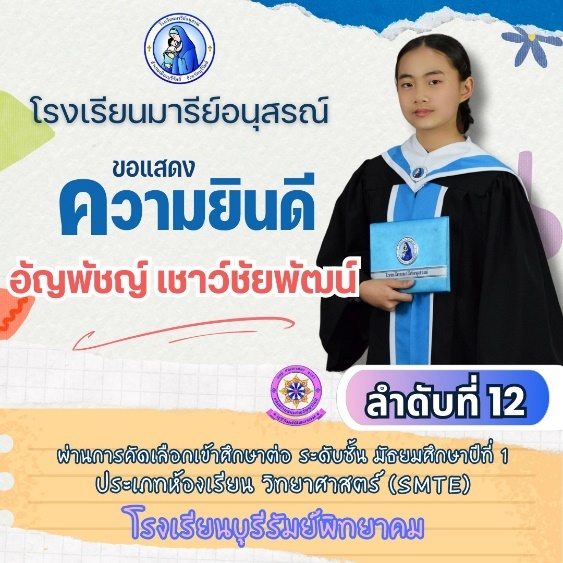 โรงเรียนมารีย์อนุสรณ์
ขอแสดง
ความยินดี
อัญพัชญ์ เชาว์ชัยพัฒน์
ลำดับที่ 12
ผ่านการคัดเลือกเข้าศึกษาต่อ ระดับชั้น มัธยมศึกษาปีที่ 1
ประเภทห้องเรียน วิทยาศาสตร์ (SMTE)
โรงเรียนบุรีรัมย์พิทยาคม